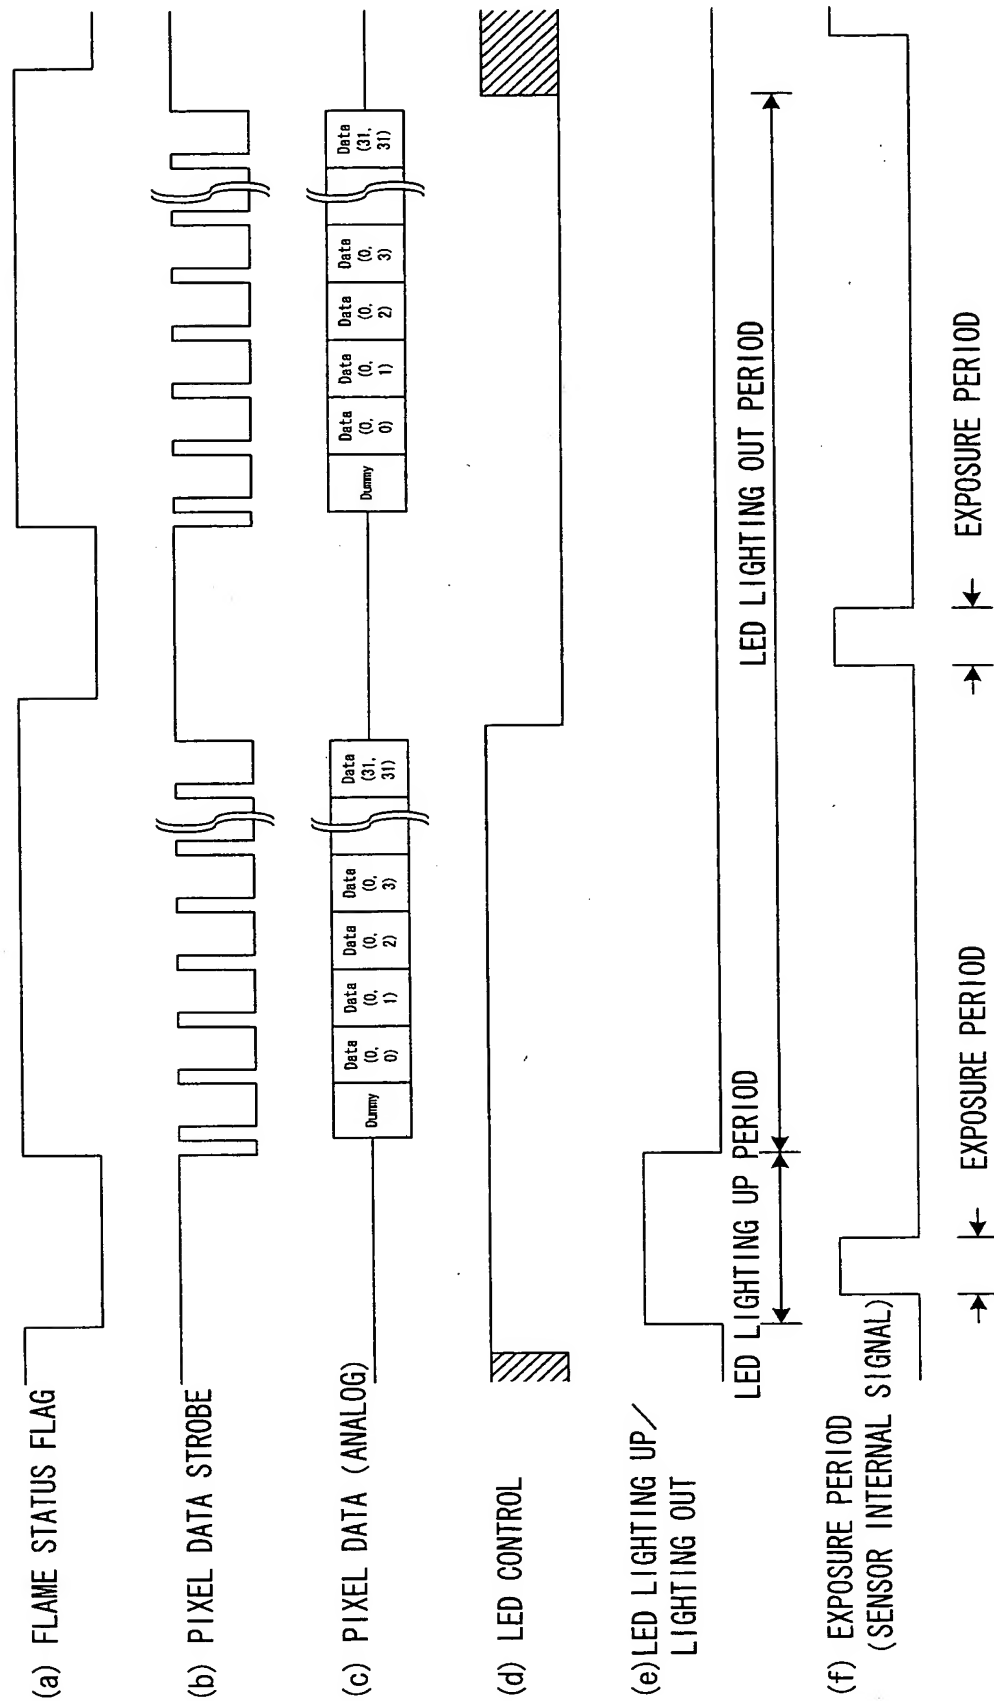 (a) FLAME STATUS FLAG
(b) PIXEL DATA STROBE
(c) PIXEL DATA (ANALOG)
Dummy
Data
(0,
0)
Data
(0,
1)
Data
(0,
2)
Data
(0,
3)
Data
(31,
31)
Dummy
Data
(0,
0)
Data
(0,
1)
Data
(0,
2)
Data
(0,
3)
Data
(31,
31)
(d) LED CONTROL
(e)LED LIGHTING UP/
LIGHTING OUT
LED LIGHTING UP PERIOD
LED LIGHTING OUT PERIOD
(f) EXPOSURE PERIOD
(SENSOR INTERNAL SIGNAL)
EXPOSURE PERIOD
EXPOSURE PERIOD